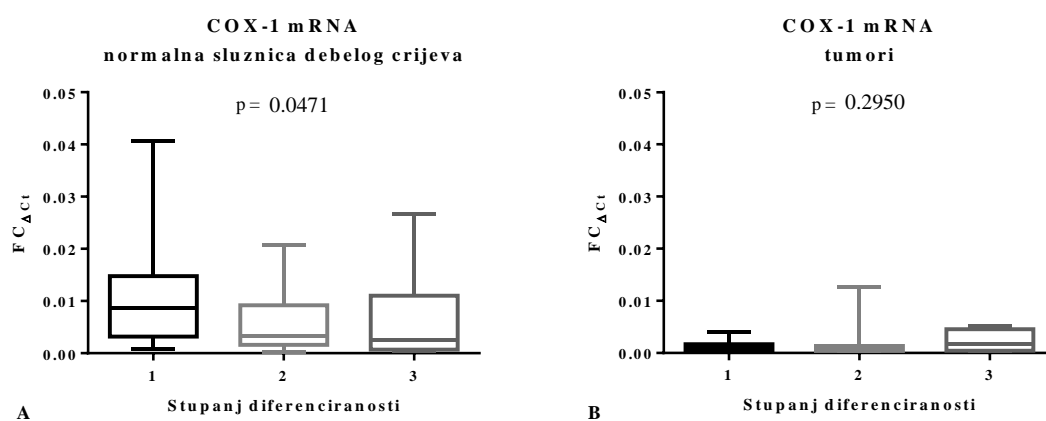 COX-1 mRNA
normalna sluznica debelog crijeva
p= 0.0471
0.05
0.04
0.03
0.02
0.01
0.00
FCΔCt
1 2 3
Stupanj diferenciranosti
A
COX-1 mRNA
tumori
p= 0.2950
0.05
0.04
0.03
0.02
0.01
0.00
FCΔCt
1 2 3
Stupanj diferenciranosti
B